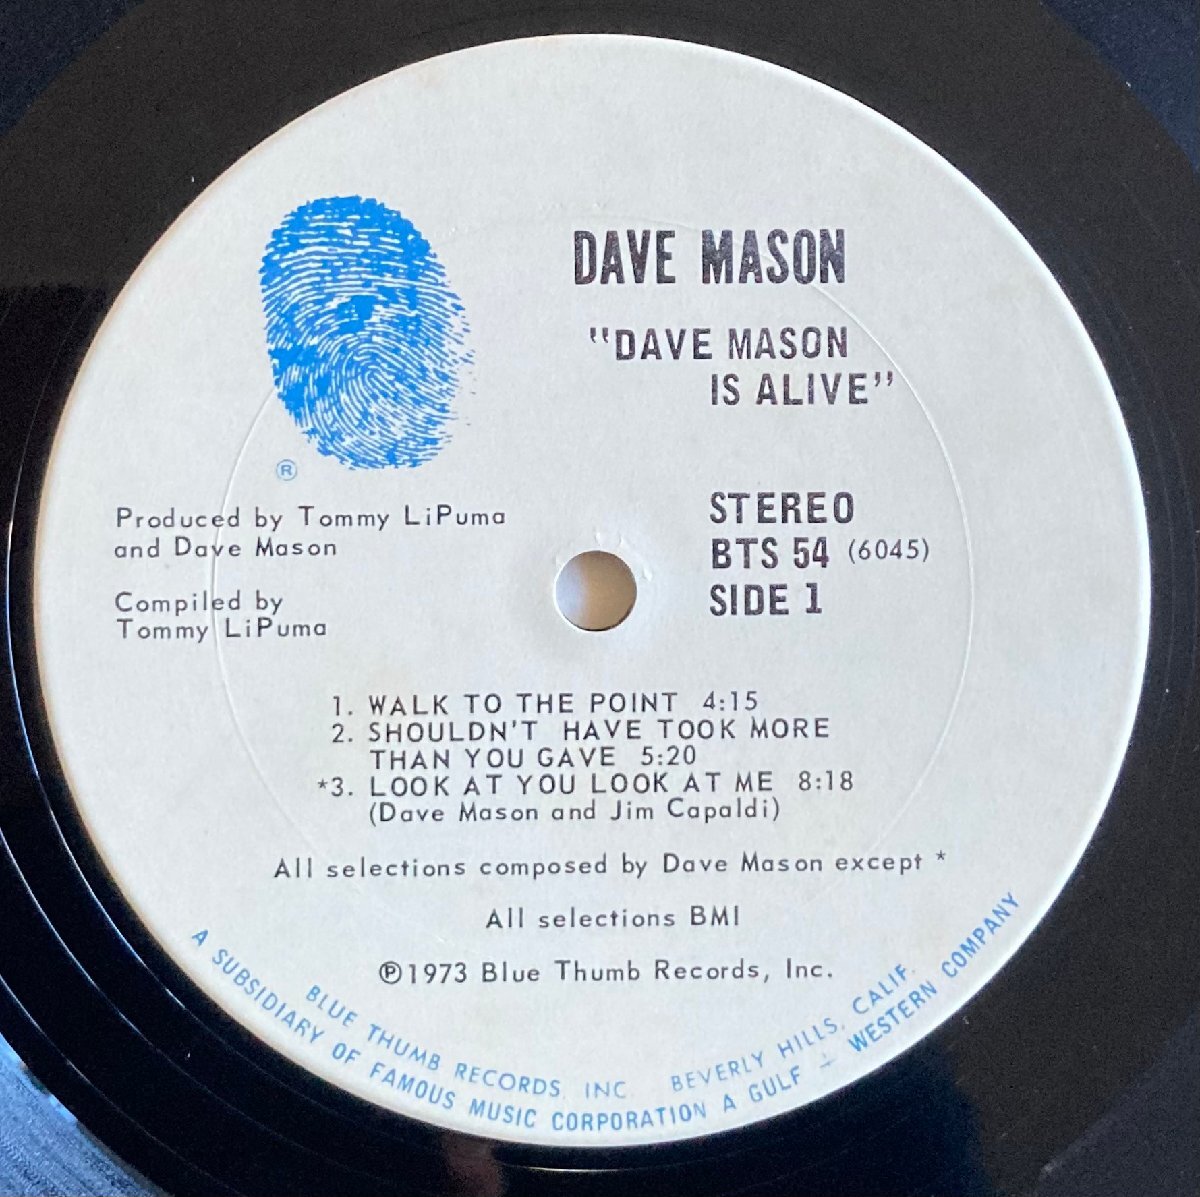 DAVE MASON
"DAVE MASON
IS ALIVE"
®
STEREO
BTS 54 (6045)
SIDE 1
Produced by Tommy LiPuma
and Dave Mason
Compiled by
Tommy LiPuma
1. WALK TO THE POINT 4:15
2. SHOULDN'T HAVE TOOK MORE
THAN YOU GAVE 5:20
*3. LOOK AT YOU LOOK AT ME 8:18
(Dave Mason and Jim Capaldi)
All selections composed by Dave Mason except *
All selections BMI
℗1973 Blue Thumb Records, Inc.
BLUE THUMB RECORDS, INC. BEVERLY HILLS, CALIF.
A SUBSIDIARY OF FAMOUS MUSIC CORPORATION A GULF + WESTERN COMPANY